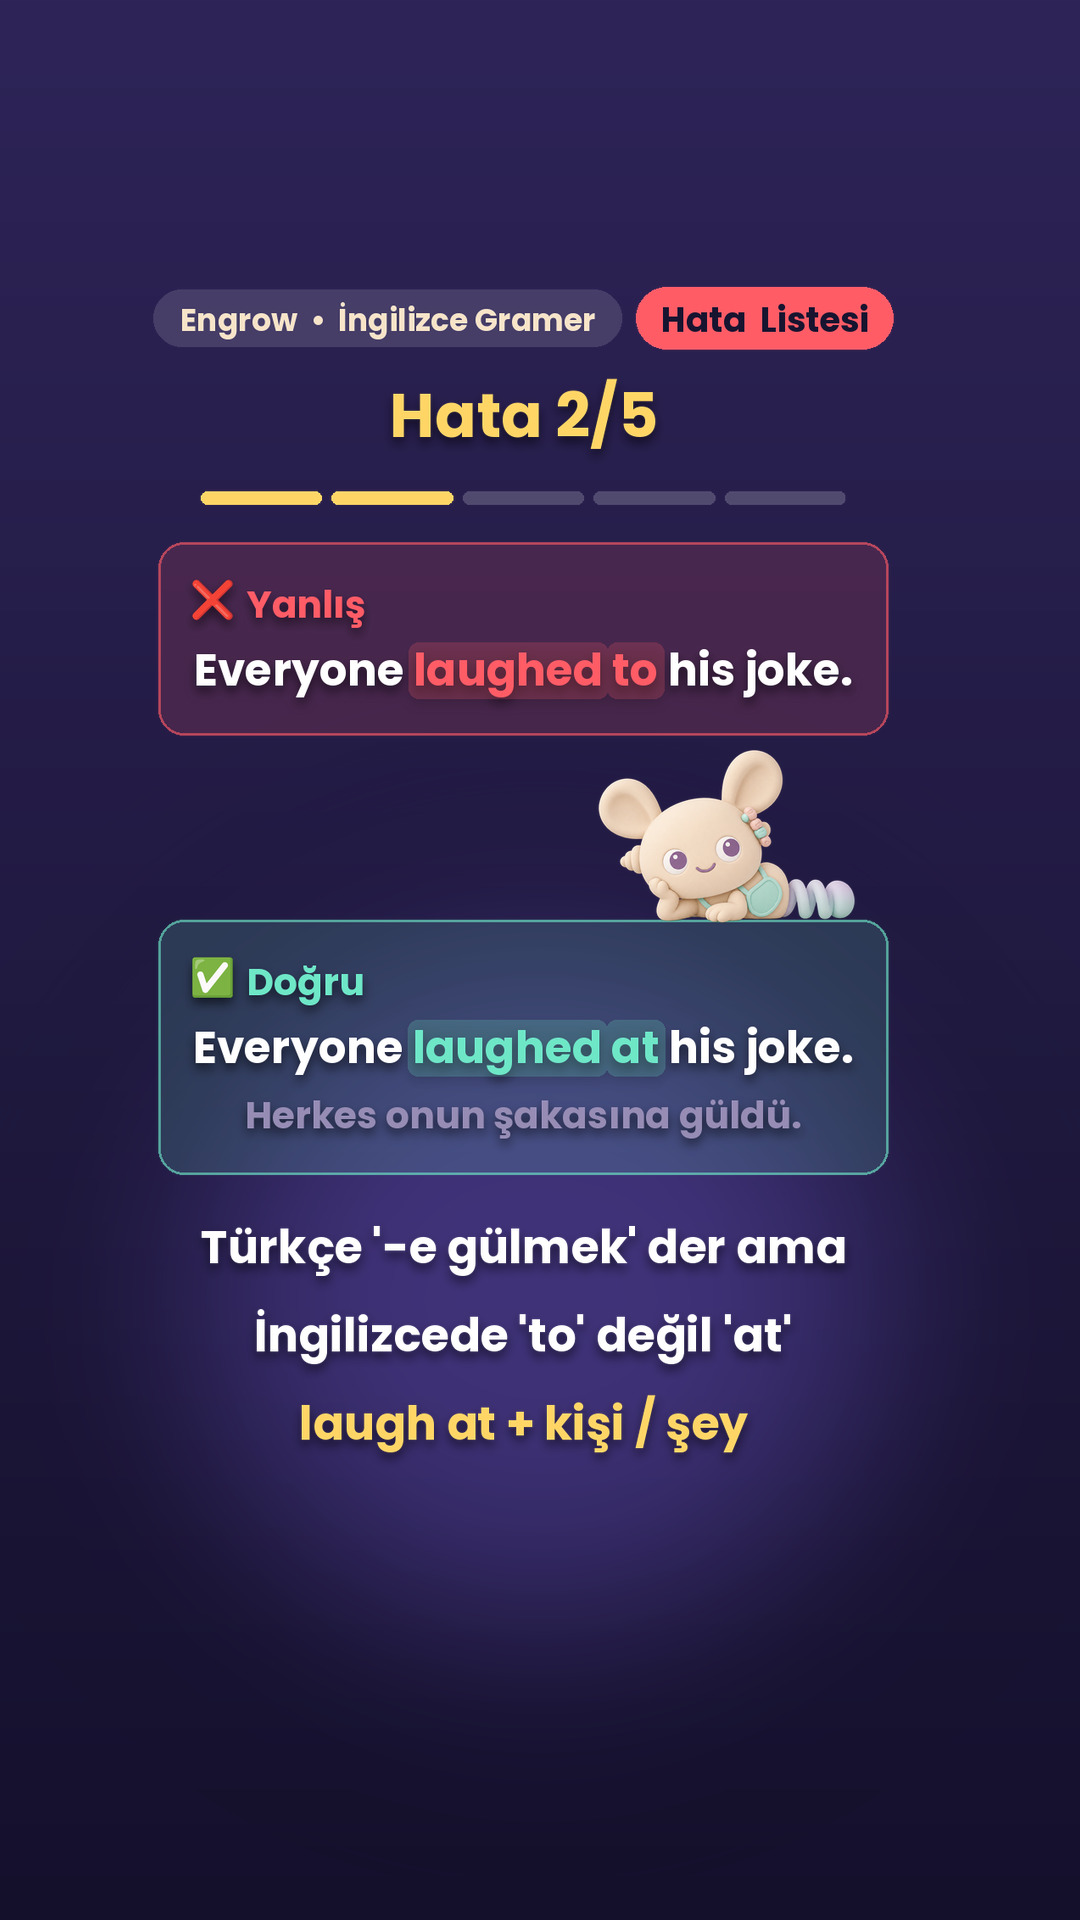 Engrow • İngilizce Gramer
Hata Listesi
Hata 2/5
❌ Yanlış
Everyone laughed to his joke.
✅ Doğru
Everyone laughed at his joke.
Herkes onun şakasına güldü.
Türkçe '-e gülmek' der ama
İngilizcede 'to' değil 'at'
laugh at + kişi / şey